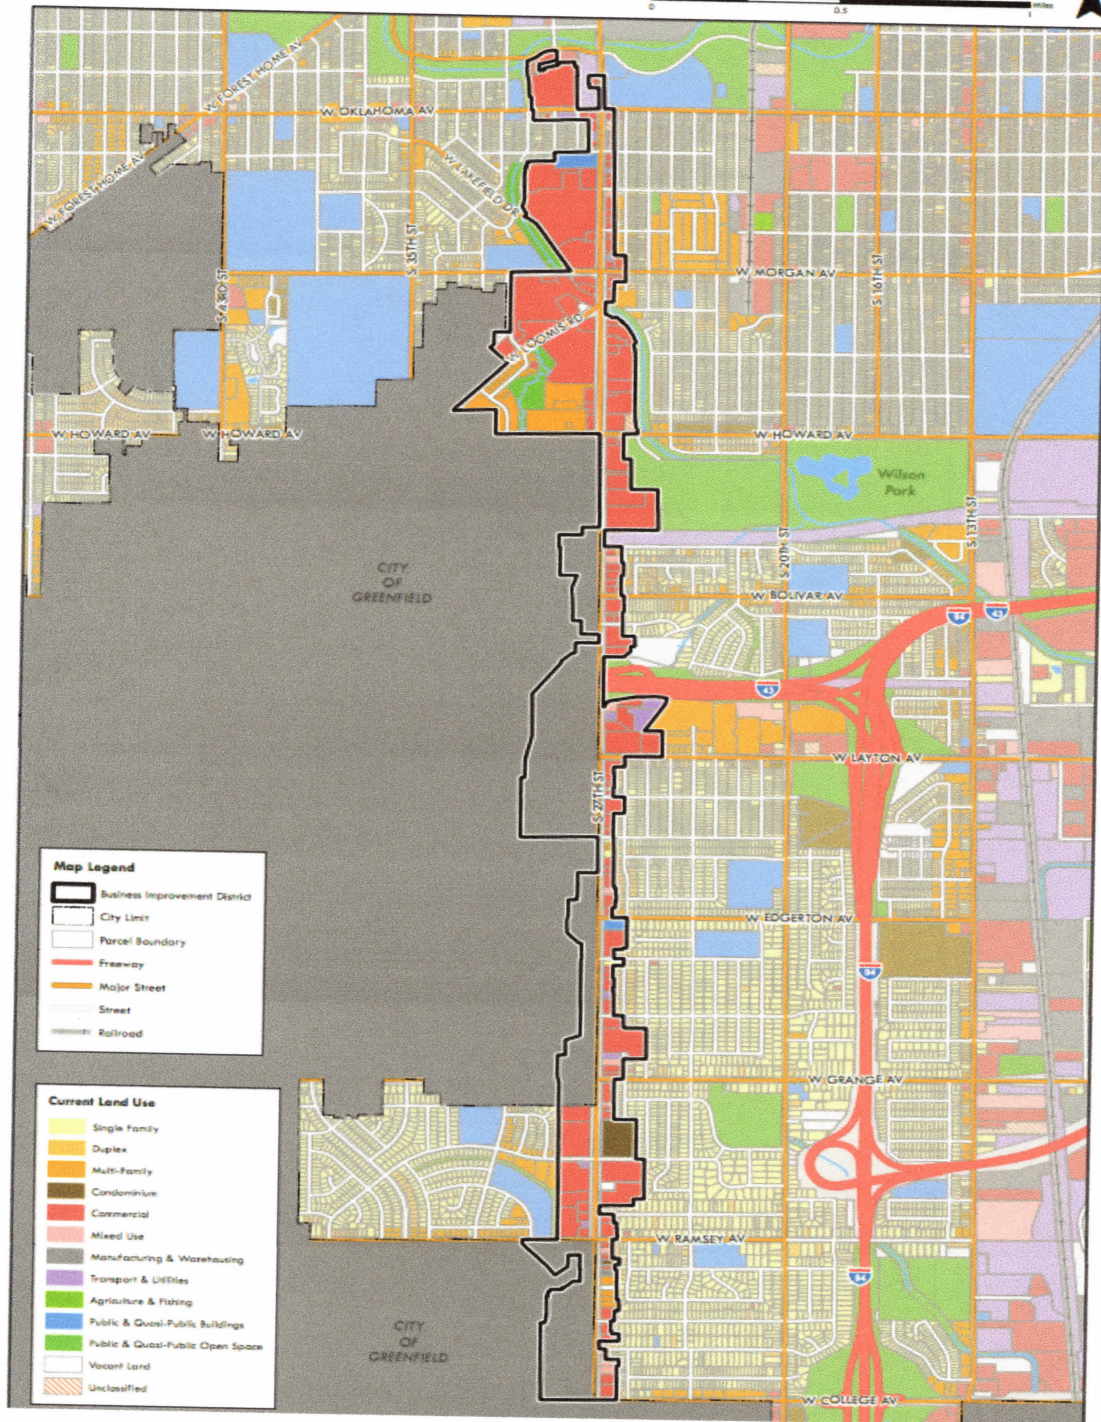 0
0.5
1
Miles
W FOREST HOME AV
W OKLAHOMA AV
W FOREST HOME AV
W LAKEFIELD DR
S 35TH ST
S 43RD ST
W MORGAN AV
S 16TH ST
W LOOMIS RD
W HOWARD AV
W HOWARD AV
W HOWARD AV
Wilson
Park
S 13TH ST
S 20TH ST
CITY
OF
GREENFIELD
W BOLIVAR AV
94
43
43
W LAYTON AV
S 27TH ST
W EDGERTON AV
94
W GRANGE AV
W RAMSEY AV
94
CITY
OF
GREENFIELD
W COLLEGE AV
Map Legend
Business Improvement District
City Limit
Parcel Boundary
Freeway
Major Street
Street
Railroad
Current Land Use
Single Family
Duplex
Multi-Family
Condominium
Commercial
Mixed Use
Manufacturing & Warehousing
Transport & Utilities
Agriculture & Fishing
Public & Quasi-Public Buildings
Public & Quasi-Public Open Space
Vacant Land
Unclassified